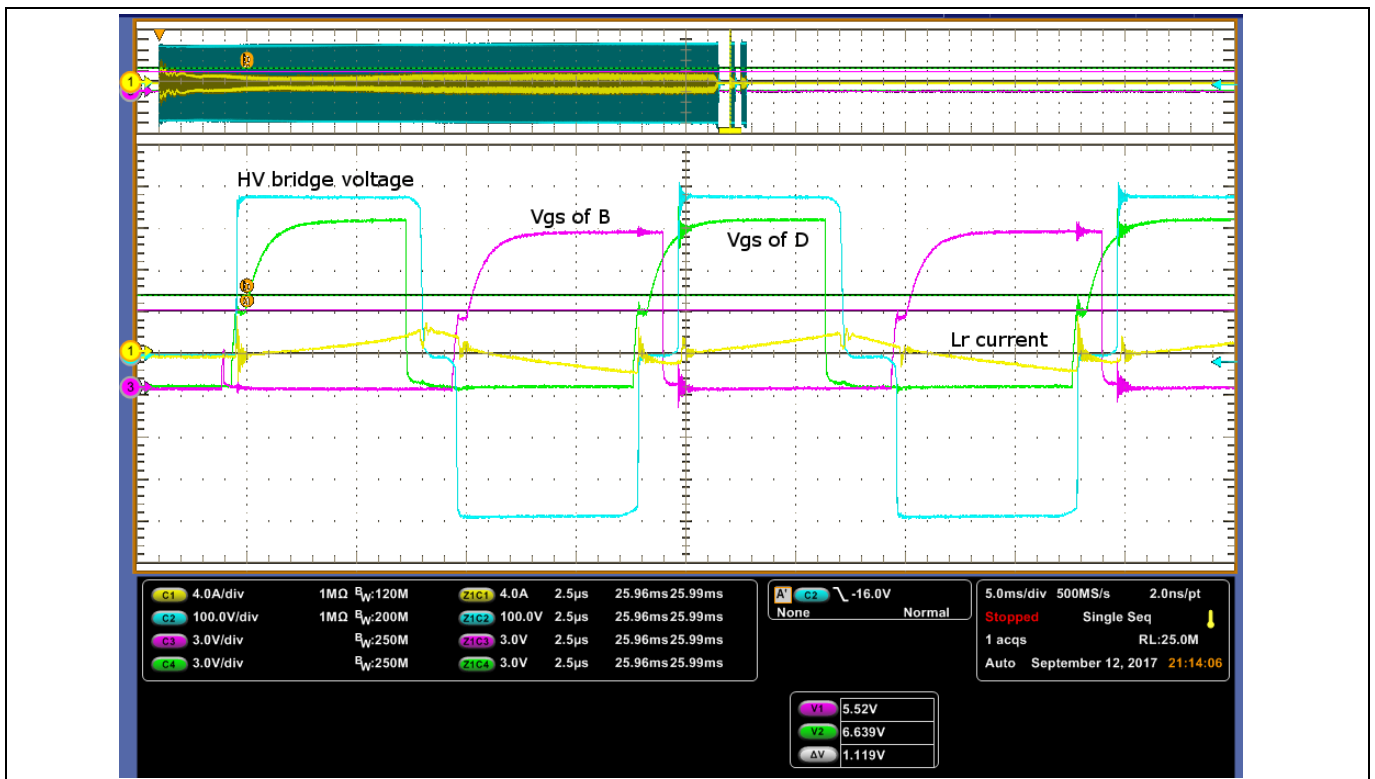 1
HV bridge voltage
Vgs of B
Vgs of D
Lr current
1
3
C1 4.0A/div 1MΩ BW:120M Z1C1 4.0A 2.5µs 25.96ms 25.99ms
C2 100.0V/div 1MΩ BW:200M Z1C2 100.0V 2.5µs 25.96ms 25.99ms
C3 3.0V/div BW:250M Z1C3 3.0V 2.5µs 25.96ms 25.99ms
C4 3.0V/div BW:250M Z1C4 3.0V 2.5µs 25.96ms 25.99ms
A' C2 -16.0V
None Normal
5.0ms/div 500MS/s 2.0ns/pt
Stopped Single Seq
1 acqs RL:25.0M
Auto September 12, 2017 21:14:06
V1 5.52V
V2 6.639V
ΔV 1.119V